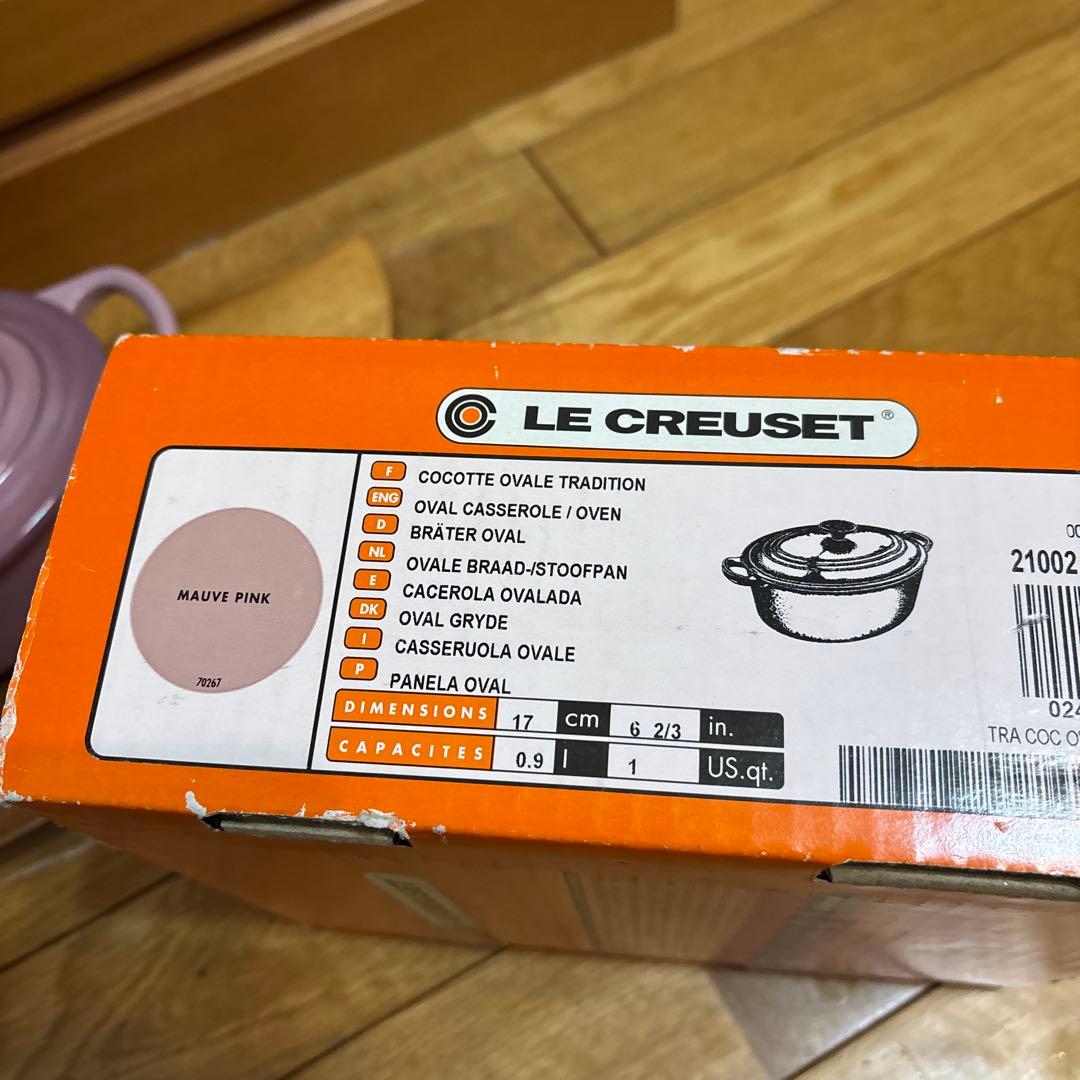 LE CREUSET®
MAUVE PINK
70267
F COCOTTE OVALE TRADITION
ENG OVAL CASSEROLE / OVEN
D BRÄTER OVAL
NL OVALE BRAAD-/STOOFPAN
E CACEROLA OVALADA
DK OVAL GRYDE
I CASSERUOLA OVALE
P PANELA OVAL
DIMENSIONS 17 cm 6 2/3 in.
CAPACITES 0.9 l 1 US.qt.
21002
024
TRA COC